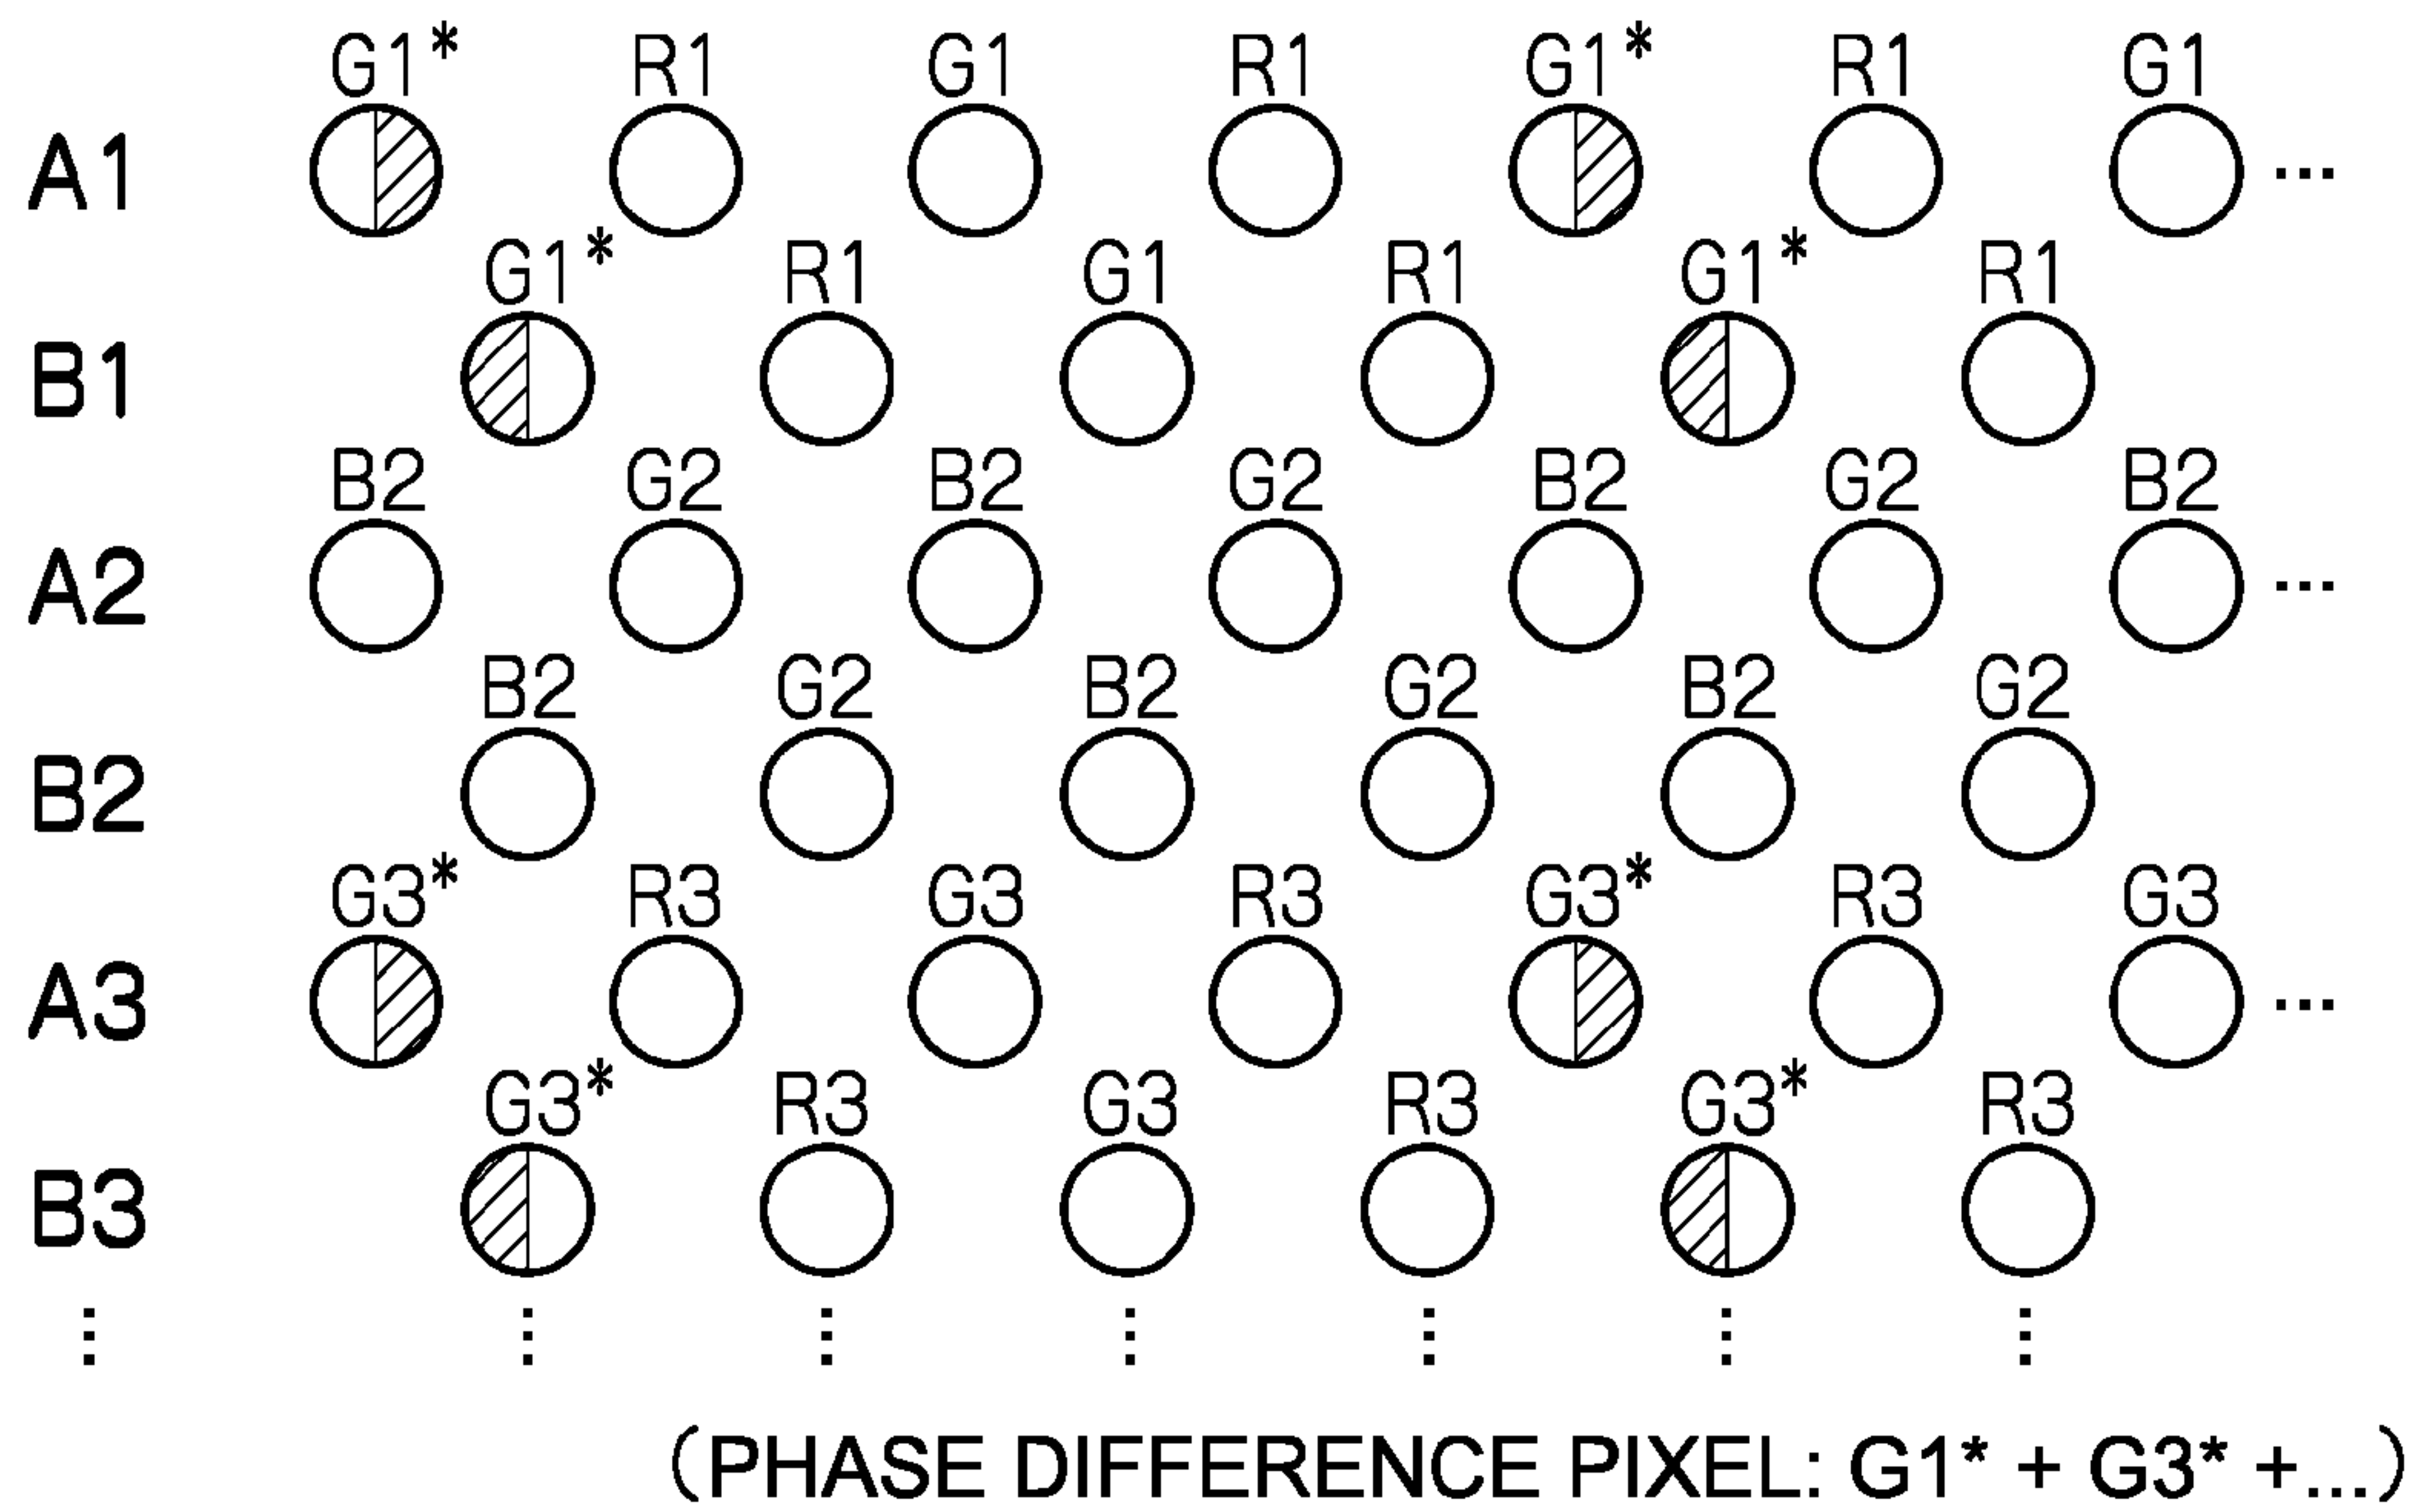 G1* R1 G1 R1 G1* R1 G1
A1 ...
G1* R1 G1 R1 G1* R1
B1
B2 G2 B2 G2 B2 G2 B2
A2 ...
B2 G2 B2 G2 B2 G2
B2
G3* R3 G3 R3 G3* R3 G3
A3 ...
G3* R3 G3 R3 G3* R3
B3
(PHASE DIFFERENCE PIXEL: G1* + G3* +...)